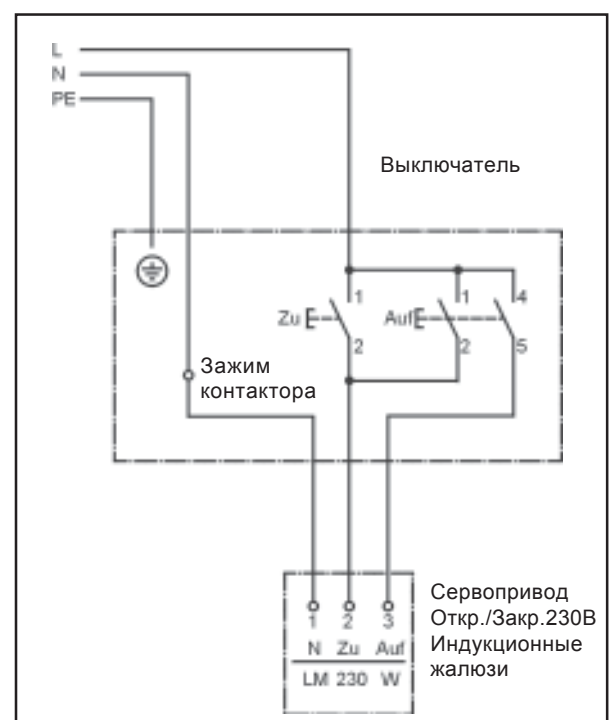 L
N
PE
Выключатель
1
1
4
Zu
Auf
2
2
5
Зажим
контактора
Сервопривод
Откр./Закр.230В
Индукционные
жалюзи
1 2 3
N Zu Auf
LM 230 W